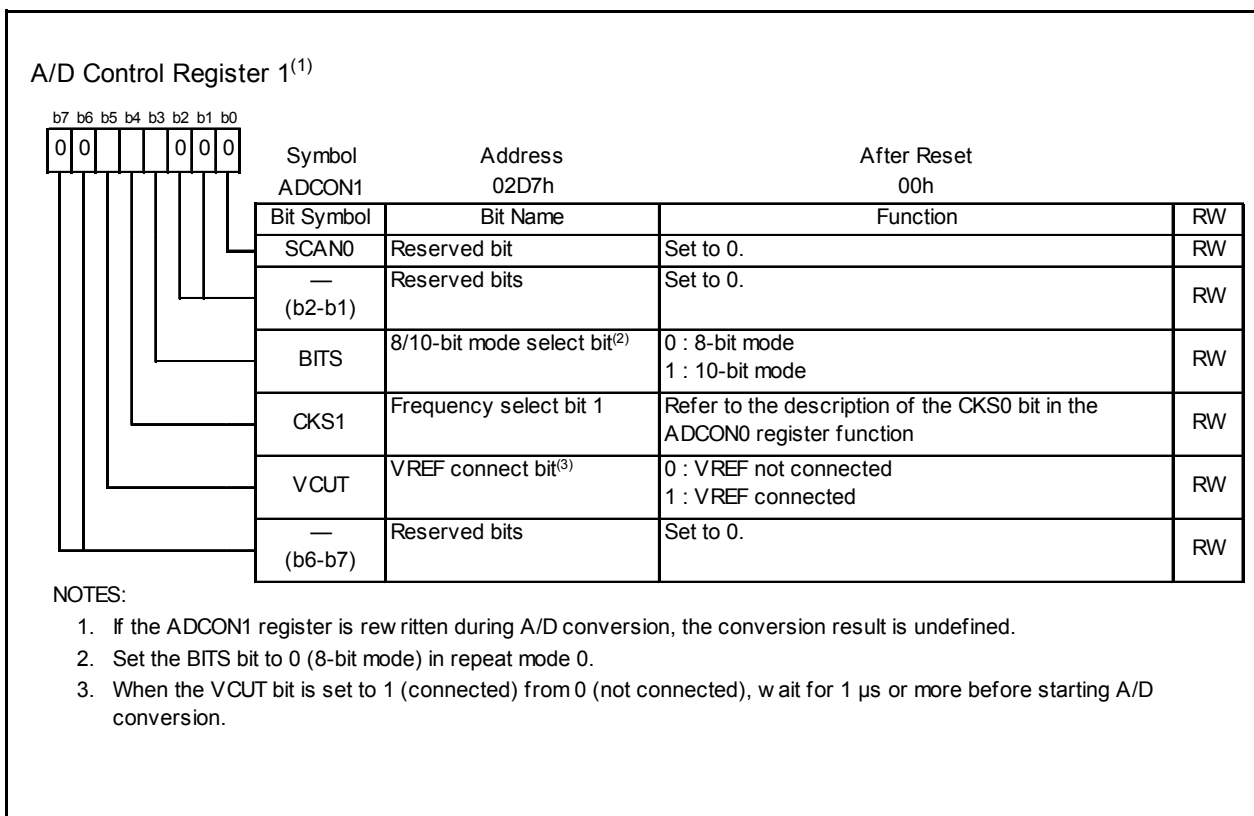 A/D Control Register 1(1)
b7 b6 b5 b4 b3 b2 b1 b0
0 0 0 0 0
Symbol Address After Reset
ADCON1 02D7h 00h
Bit Symbol Bit Name Function RW
SCAN0 Reserved bit Set to 0. RW
— (b2-b1) Reserved bits Set to 0. RW
BITS 8/10-bit mode select bit(2) 0 : 8-bit mode
1 : 10-bit mode RW
CKS1 Frequency select bit 1 Refer to the description of the CKS0 bit in the
ADCON0 register function RW
VCUT VREF connect bit(3) 0 : VREF not connected
1 : VREF connected RW
— (b6-b7) Reserved bits Set to 0. RW
NOTES:
1. If the ADCON1 register is rewritten during A/D conversion, the conversion result is undefined.
2. Set the BITS bit to 0 (8-bit mode) in repeat mode 0.
3. When the VCUT bit is set to 1 (connected) from 0 (not connected), wait for 1 µs or more before starting A/D
conversion.